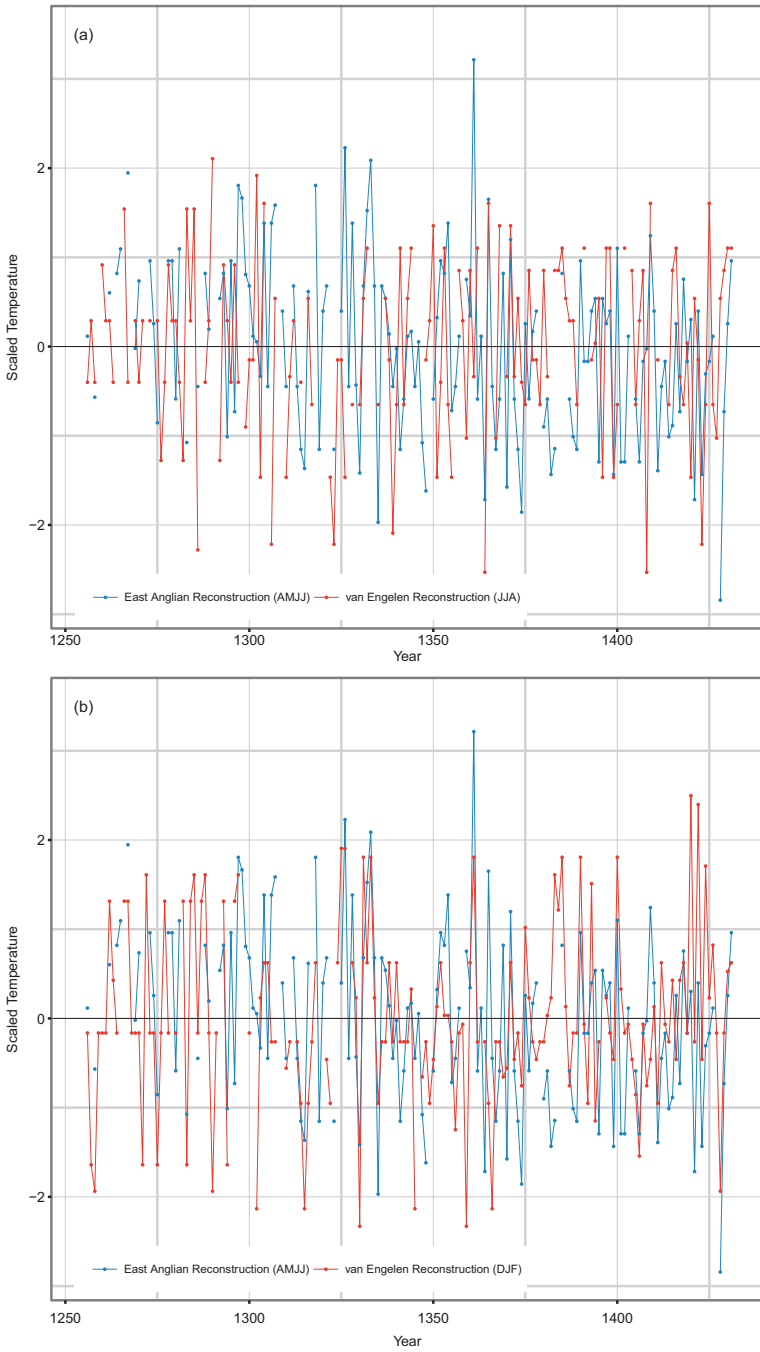 (a)
Scaled Temperature
2
0
−2
East Anglian Reconstruction (AMJJ) van Engelen Reconstruction (JJA)
1250 1300 1350 1400
Year
(b)
Scaled Temperature
2
0
−2
East Anglian Reconstruction (AMJJ) van Engelen Reconstruction (DJF)
1250 1300 1350 1400
Year